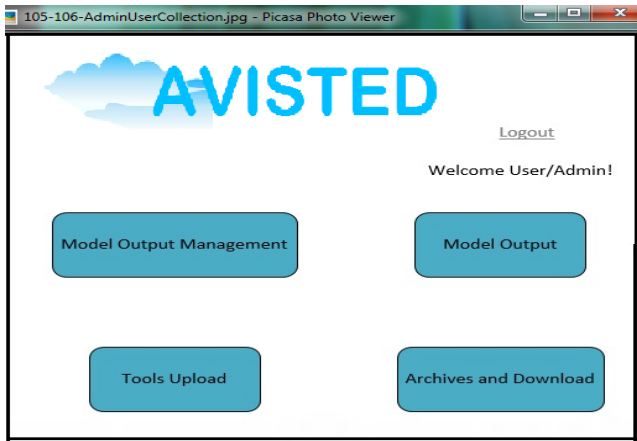 105-106-AdminUserCollection.jpg - Picasa Photo Viewer
AVISTED
Logout
Welcome User/Admin!
Model Output Management
Model Output
Tools Upload
Archives and Download